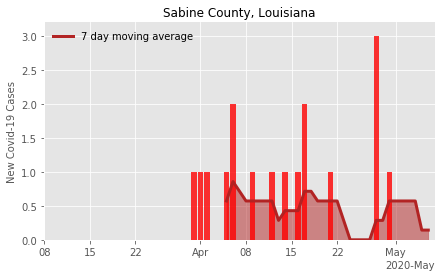 Sabine County, Louisiana
7 day moving average
New Covid-19 Cases
3.0
2.5
2.0
1.5
1.0
0.5
0.0
08 15 22 Apr 08 15 22 May
2020-May